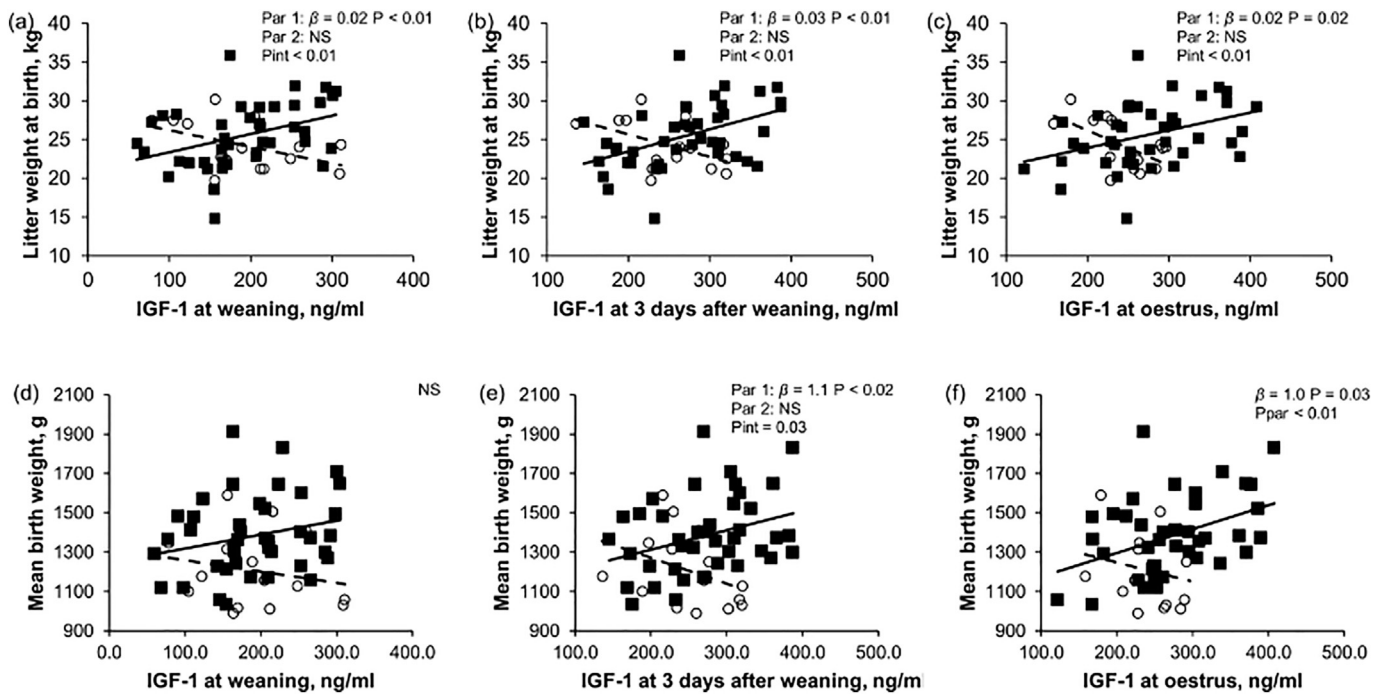 (a)
Par 1: β = 0.02 P < 0.01
Par 2: NS
Pint < 0.01
Litter weight at birth, kg
40
35
30
25
20
15
10
0
100
200
300
400
IGF-1 at weaning, ng/ml
(b)
Par 1: β = 0.03 P < 0.01
Par 2: NS
Pint < 0.01
Litter weight at birth, kg
40
35
30
25
20
15
10
100
200
300
400
500
IGF-1 at 3 days after weaning, ng/ml
(c)
Par 1: β = 0.02 P = 0.02
Par 2: NS
Pint < 0.01
Litter weight at birth, kg
40
35
30
25
20
15
10
100
200
300
400
500
IGF-1 at oestrus, ng/ml
(d)
NS
Mean birth weight, g
2100
1900
1700
1500
1300
1100
900
0.0
100.0
200.0
300.0
400.0
IGF-1 at weaning, ng/ml
(e)
Par 1: β = 1.1 P < 0.02
Par 2: NS
Pint = 0.03
Mean birth weight, g
2100
1900
1700
1500
1300
1100
900
100.0
200.0
300.0
400.0
500.0
IGF-1 at 3 days after weaning, ng/ml
(f)
β = 1.0 P = 0.03
Ppar < 0.01
Mean birth weight, g
2100
1900
1700
1500
1300
1100
900
100.0
200.0
300.0
400.0
500.0
IGF-1 at oestrus, ng/ml